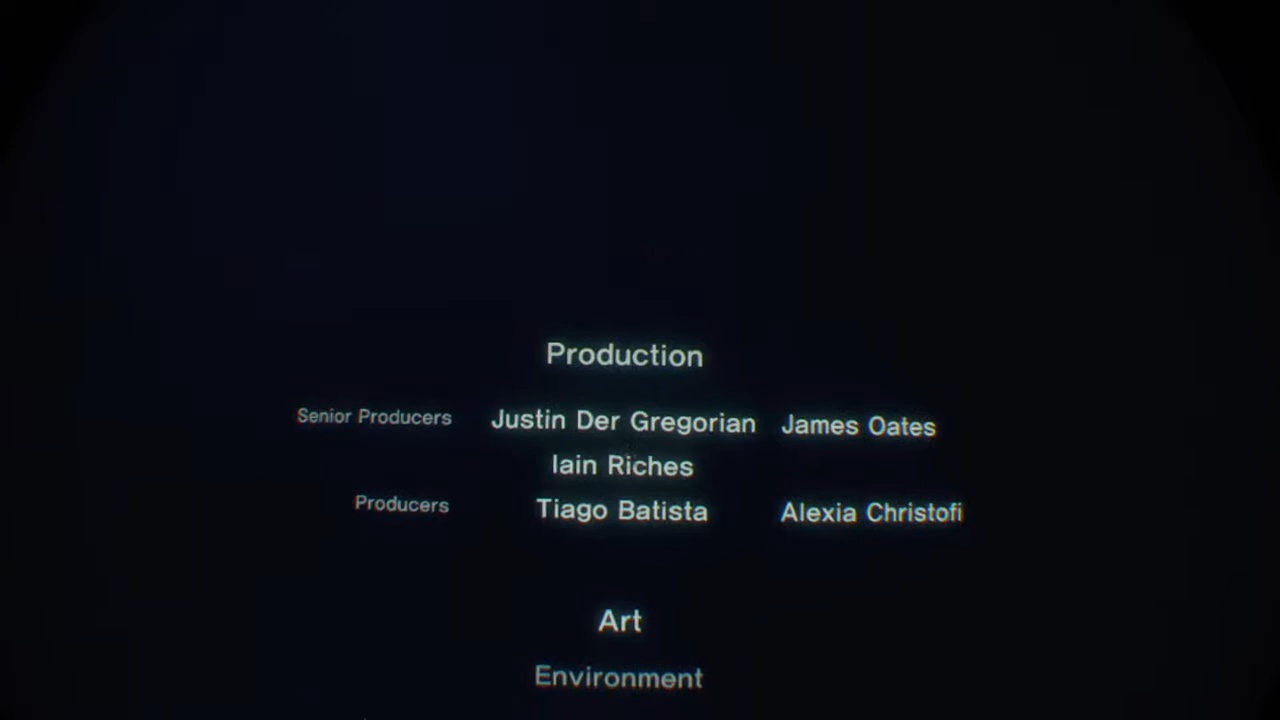 Production
Senior Producers Justin Der Gregorian James Oates
Iain Riches
Producers Tiago Batista Alexia Christofi
Art
Environment